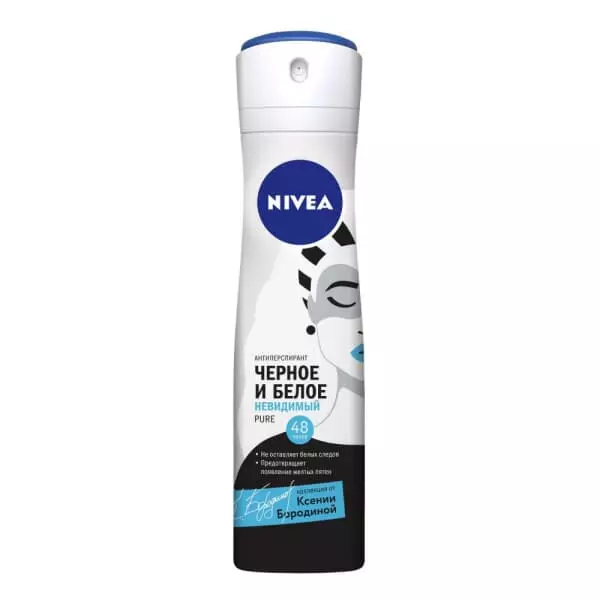 NIVEA
АНТИПЕРСПИРАНТ
ЧЕРНОЕ
И БЕЛОЕ
НЕВИДИМЫЙ
PURE
48
ЧАСОВ
• Не оставляет белых следов
• Предотвращает
появление желтых пятен
коллекция от
Ксении
Бородиной